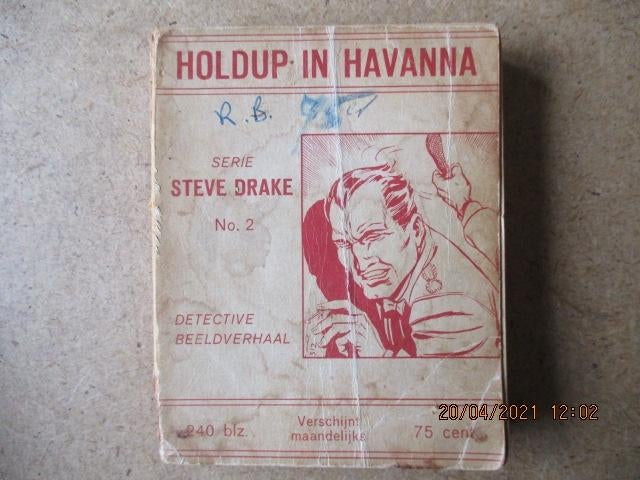 HOLDUP IN HAVANNA
R.B.
SERIE
STEVE DRAKE
No. 2
DETECTIVE
BEELDVERHAAL
240 blz.
Verschijnt
maandelijks
75 cent
20/04/2021 12:02